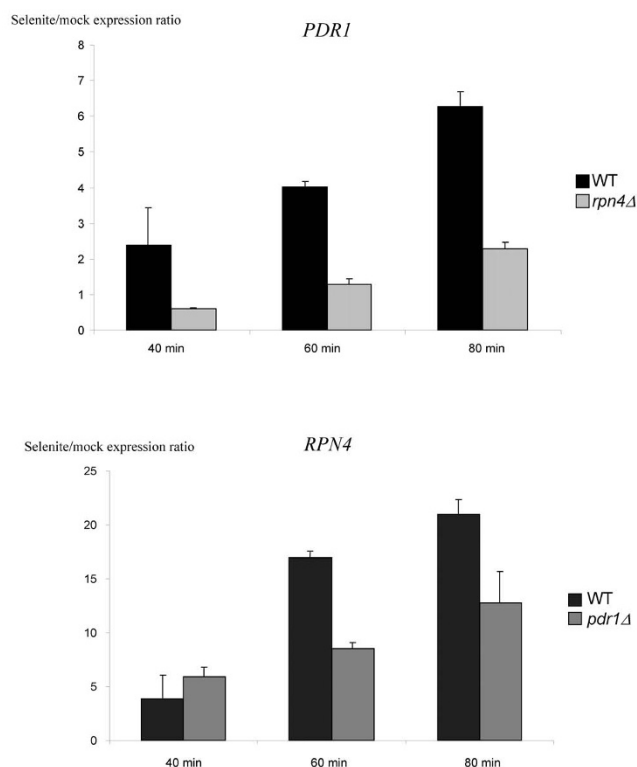 Selenite/mock expression ratio
PDR1
8
7
6
5
4
3
2
1
0
40 min
60 min
80 min
WT
rpn4Δ
Selenite/mock expression ratio
RPN4
25
20
15
10
5
0
40 min
60 min
80 min
WT
pdr1Δ